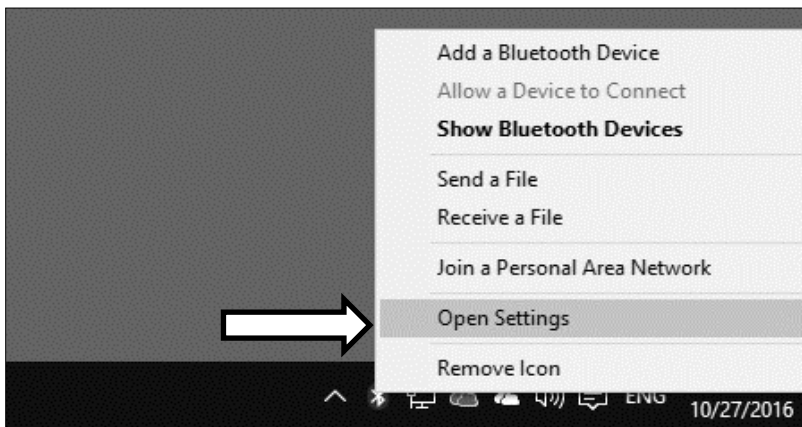 Add a Bluetooth Device
Allow a Device to Connect
Show Bluetooth Devices
Send a File
Receive a File
Join a Personal Area Network
Open Settings
Remove Icon
ENG
10/27/2016